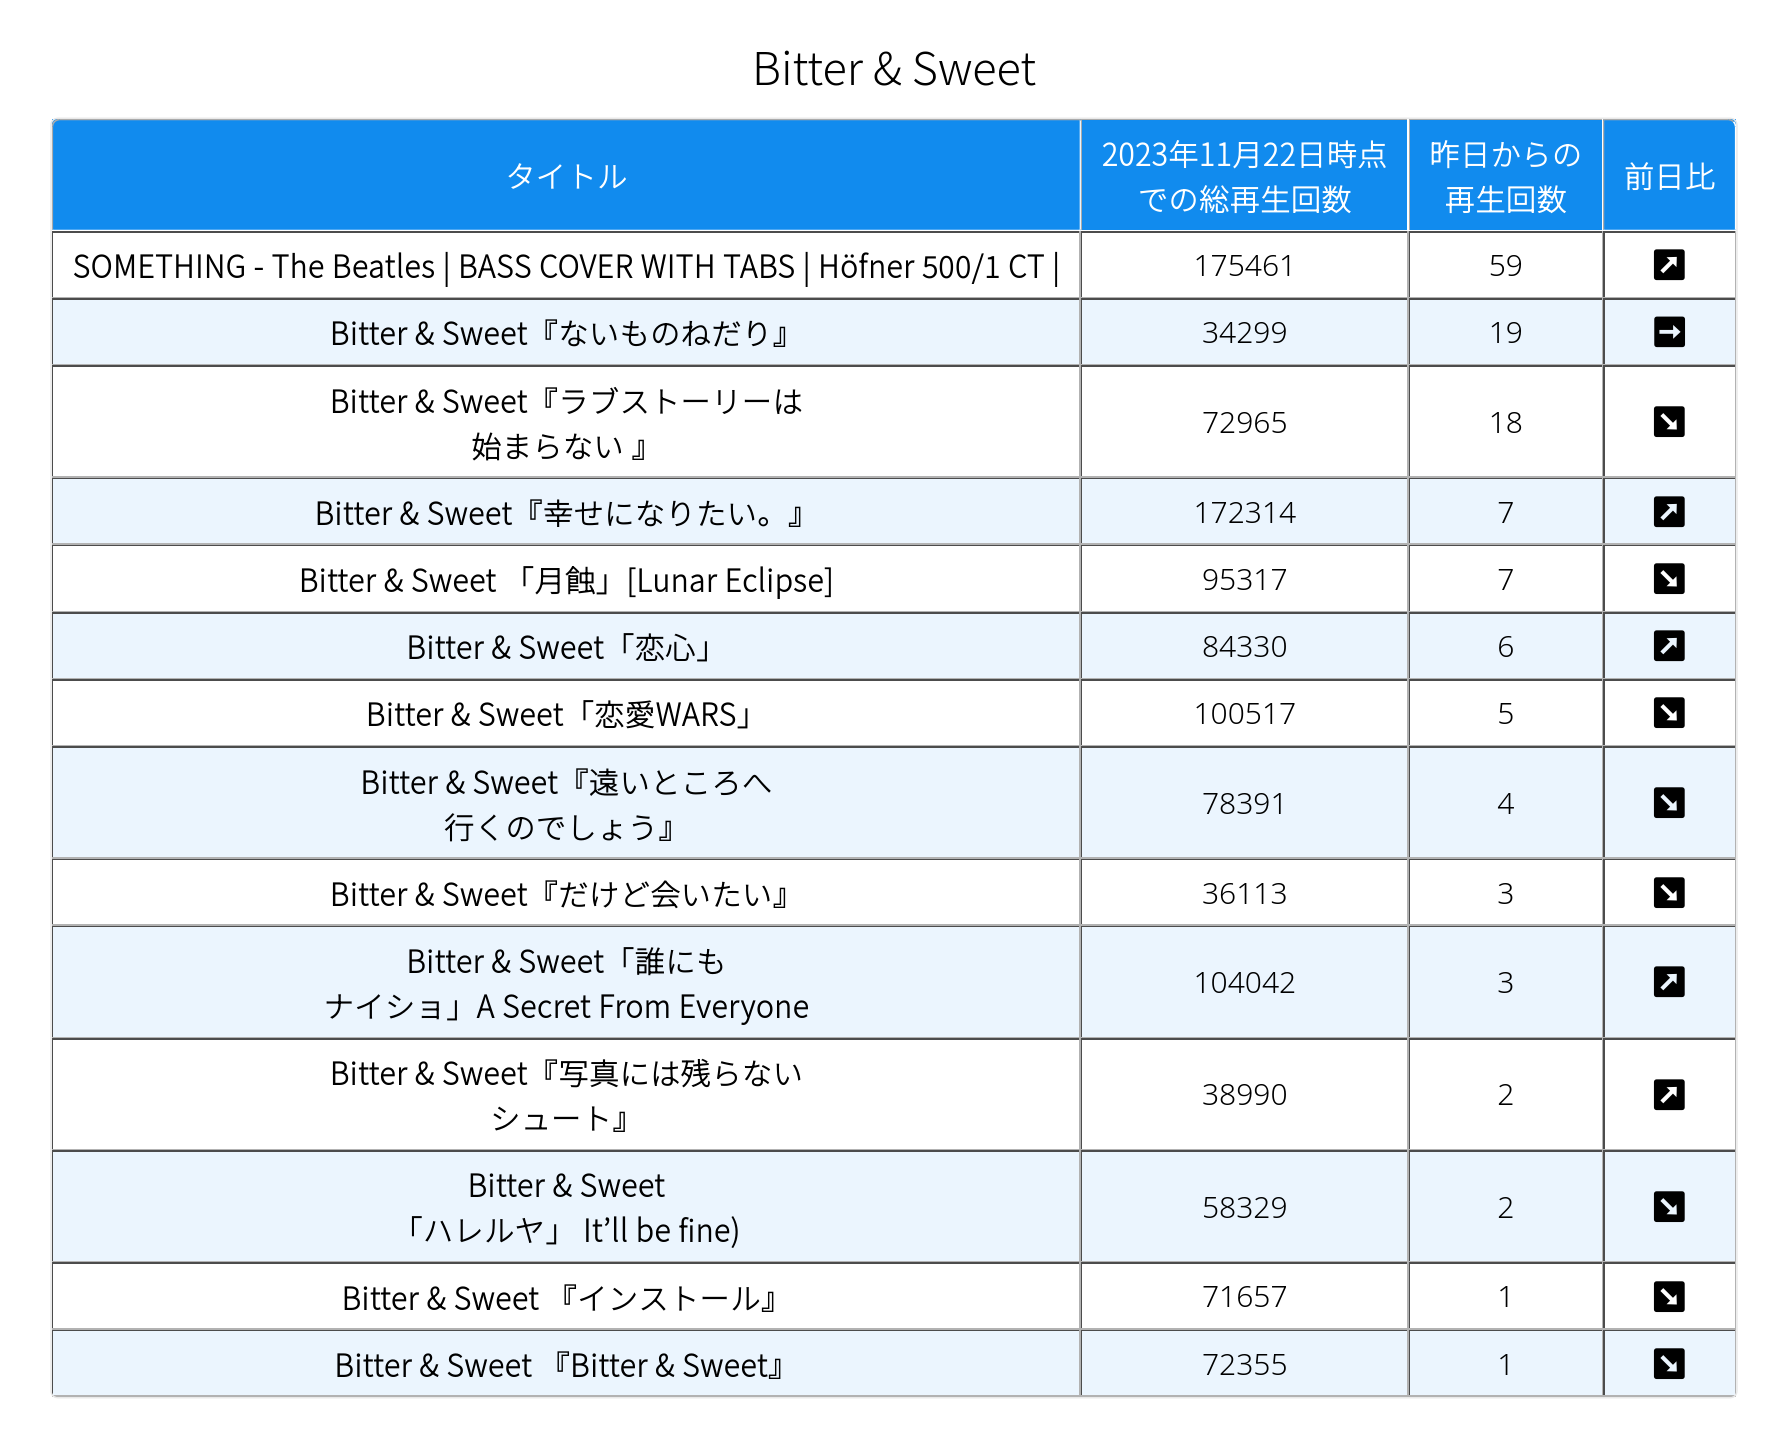 Bitter & Sweet
タイトル
2023年11月22日時点
での総再生回数
昨日からの
再生回数
前日比
SOMETHING - The Beatles | BASS COVER WITH TABS | Höfner 500/1 CT |
175461
59
Bitter & Sweet『ないものねだり』
34299
19
Bitter & Sweet『ラブストーリーは
始まらない 』
72965
18
Bitter & Sweet『幸せになりたい。』
172314
7
Bitter & Sweet 「月蝕」[Lunar Eclipse]
95317
7
Bitter & Sweet「恋心」
84330
6
Bitter & Sweet「恋愛WARS」
100517
5
Bitter & Sweet『遠いところへ
行くのでしょう』
78391
4
Bitter & Sweet『だけど会いたい』
36113
3
Bitter & Sweet「誰にも
ナイショ」A Secret From Everyone
104042
3
Bitter & Sweet『写真には残らない
シュート』
38990
2
Bitter & Sweet
「ハレルヤ」 It’ll be fine)
58329
2
Bitter & Sweet 『インストール』
71657
1
Bitter & Sweet 『Bitter & Sweet』
72355
1